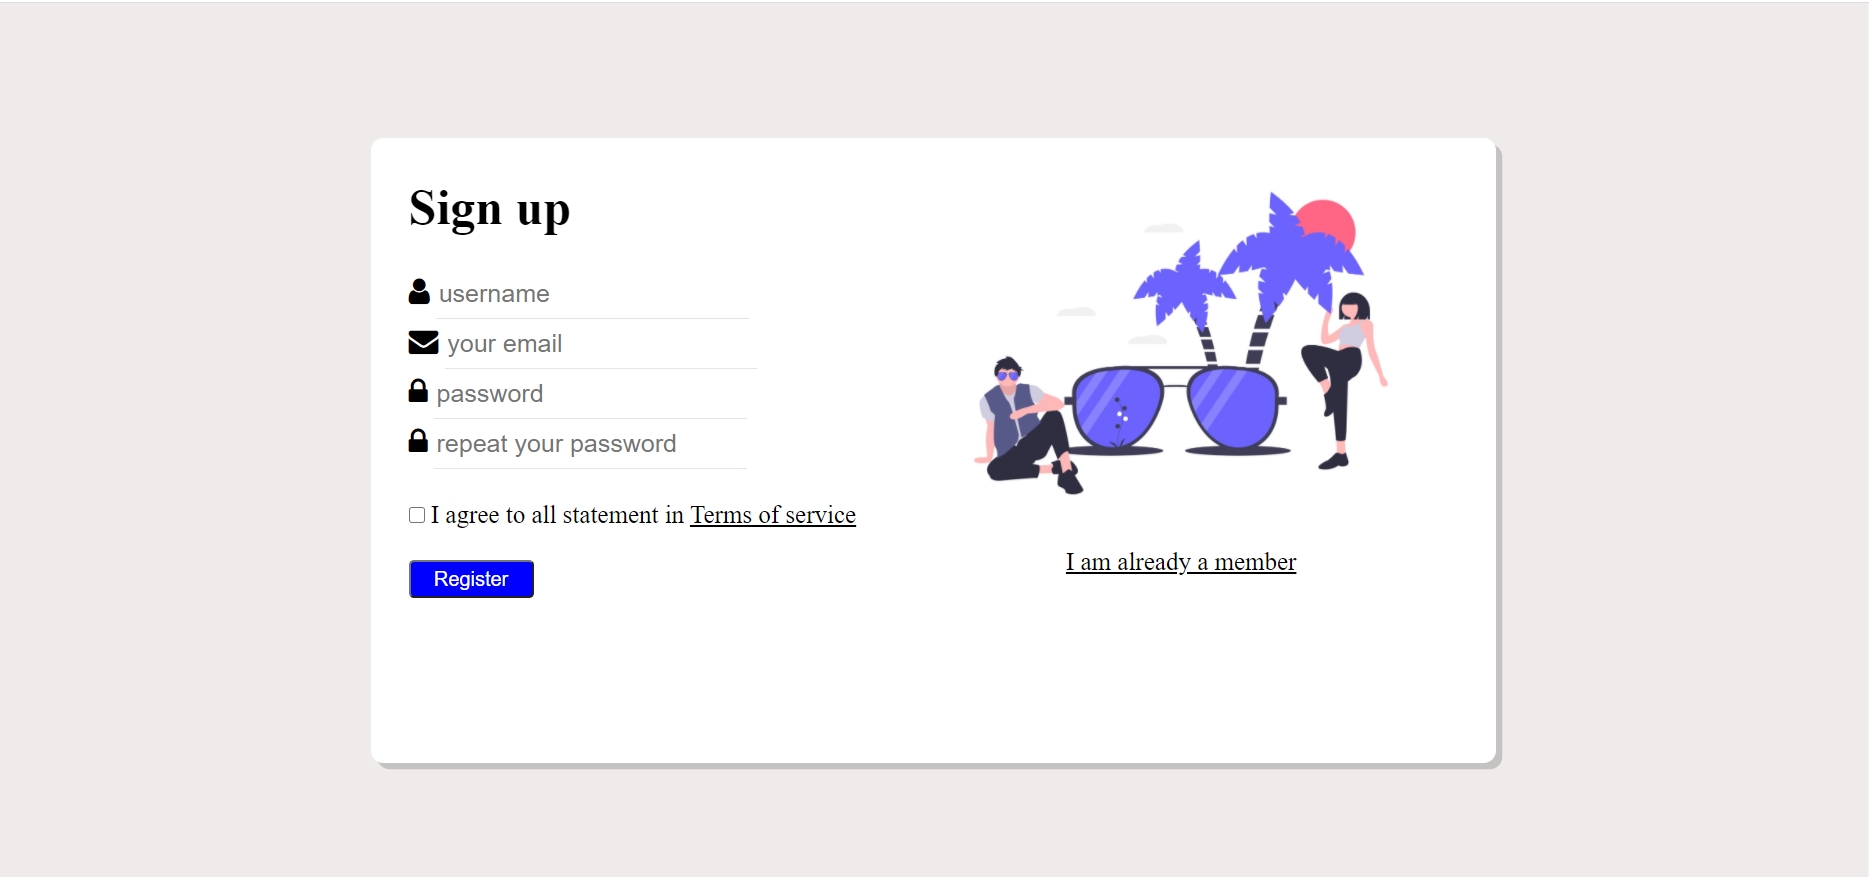 Sign up
username
your email
password
repeat your password
I agree to all statement in Terms of service
Register
I am already a member